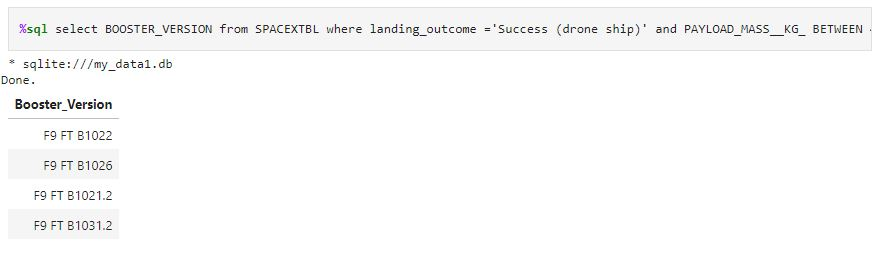 %sql select BOOSTER_VERSION from SPACEXTBL where landing_outcome ='Success (drone ship)' and PAYLOAD_MASS__KG_ BETWEEN
* sqlite:///my_data1.db
Done.
Booster_Version
F9 FT B1022
F9 FT B1026
F9 FT B1021.2
F9 FT B1031.2